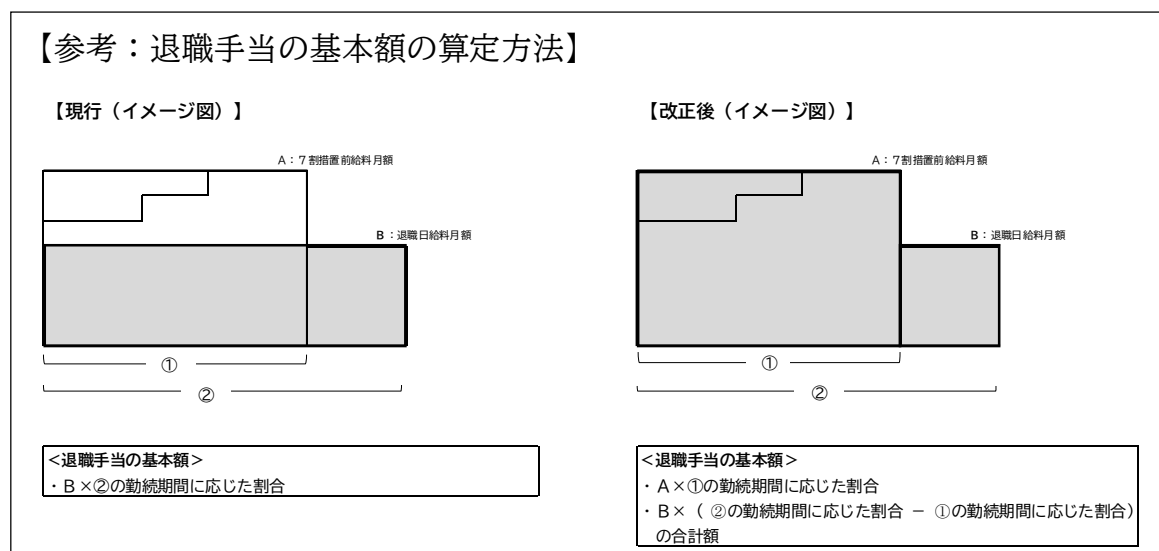 【参考：退職手当の基本額の算定方法】
【現行（イメージ図）】
A：７割措置前給料月額
B：退職日給料月額
①
②
＜退職手当の基本額＞
・B×②の勤続期間に応じた割合
【改正後（イメージ図）】
A：７割措置前給料月額
B：退職日給料月額
①
②
＜退職手当の基本額＞
・A×①の勤続期間に応じた割合
・B×（ ②の勤続期間に応じた割合 － ①の勤続期間に応じた割合）
の合計額